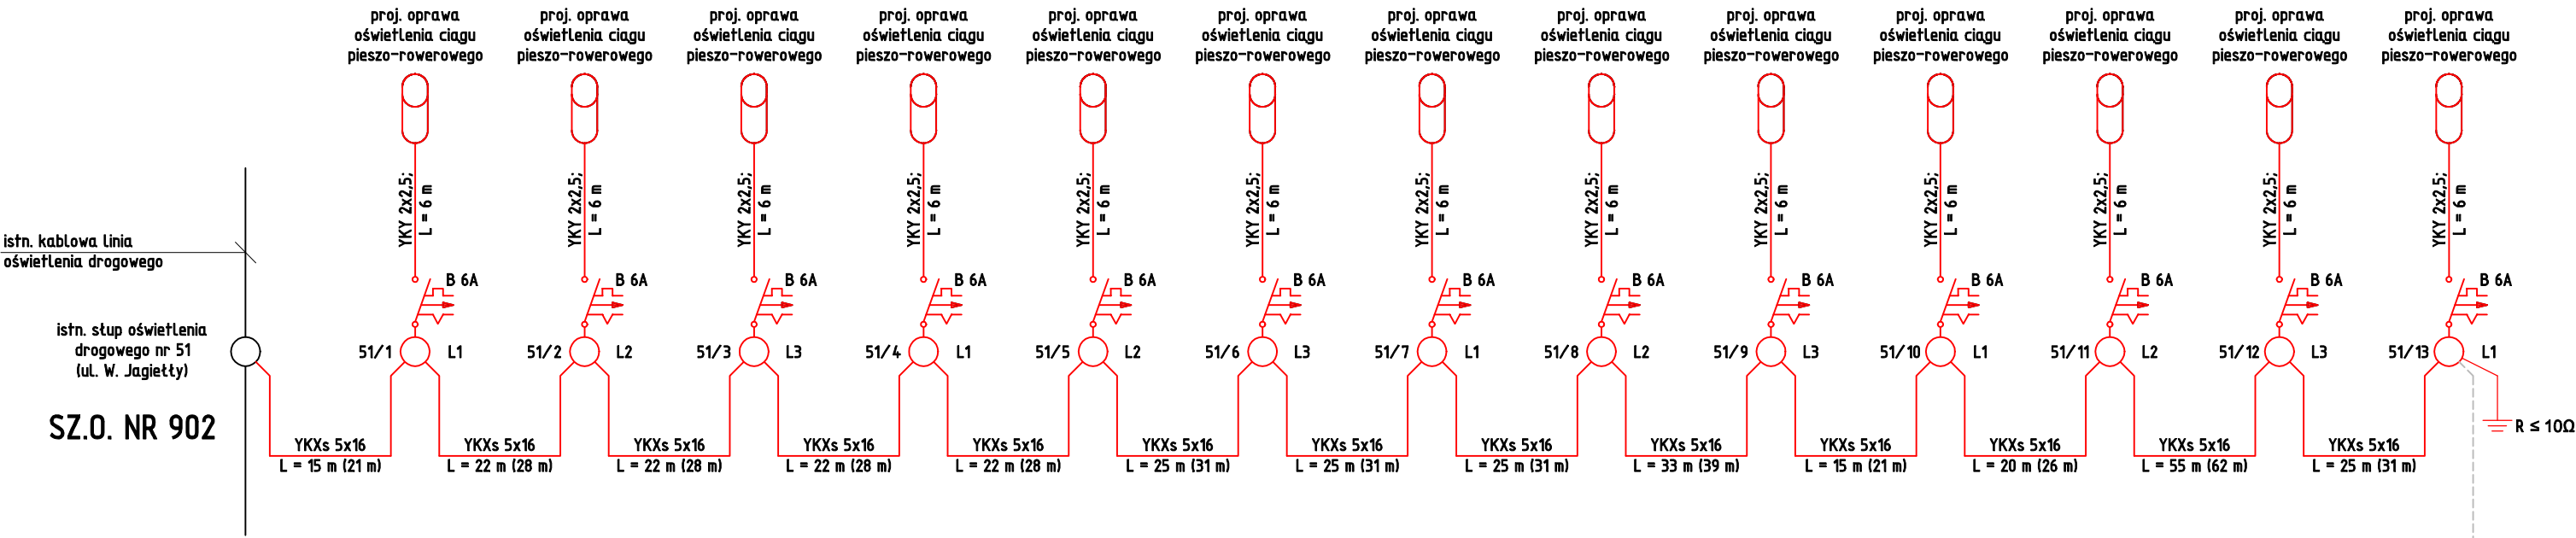 proj. oprawa
oświetlenia ciągu
pieszo-rowerowego
proj. oprawa
oświetlenia ciągu
pieszo-rowerowego
proj. oprawa
oświetlenia ciągu
pieszo-rowerowego
proj. oprawa
oświetlenia ciągu
pieszo-rowerowego
proj. oprawa
oświetlenia ciągu
pieszo-rowerowego
proj. oprawa
oświetlenia ciągu
pieszo-rowerowego
proj. oprawa
oświetlenia ciągu
pieszo-rowerowego
proj. oprawa
oświetlenia ciągu
pieszo-rowerowego
proj. oprawa
oświetlenia ciągu
pieszo-rowerowego
proj. oprawa
oświetlenia ciągu
pieszo-rowerowego
proj. oprawa
oświetlenia ciągu
pieszo-rowerowego
proj. oprawa
oświetlenia ciągu
pieszo-rowerowego
proj. oprawa
oświetlenia ciągu
pieszo-rowerowego
YKY 2x2,5;
L = 6 m
YKY 2x2,5;
L = 6 m
YKY 2x2,5;
L = 6 m
YKY 2x2,5;
L = 6 m
YKY 2x2,5;
L = 6 m
YKY 2x2,5;
L = 6 m
YKY 2x2,5;
L = 6 m
YKY 2x2,5;
L = 6 m
YKY 2x2,5;
L = 6 m
YKY 2x2,5;
L = 6 m
YKY 2x2,5;
L = 6 m
YKY 2x2,5;
L = 6 m
YKY 2x2,5;
L = 6 m
istn. kablowa linia
oświetlenia drogowego
B 6A
B 6A
B 6A
B 6A
B 6A
B 6A
B 6A
B 6A
B 6A
B 6A
B 6A
B 6A
B 6A
istn. słup oświetlenia
drogowego nr 51
(ul. W. Jagiełły)
51/1 L1
51/2 L2
51/3 L3
51/4 L1
51/5 L2
51/6 L3
51/7 L1
51/8 L2
51/9 L3
51/10 L1
51/11 L2
51/12 L3
51/13 L1
SZ.O. NR 902
R ≤ 10Ω
YKXs 5x16
L = 15 m (21 m)
YKXs 5x16
L = 22 m (28 m)
YKXs 5x16
L = 22 m (28 m)
YKXs 5x16
L = 22 m (28 m)
YKXs 5x16
L = 22 m (28 m)
YKXs 5x16
L = 25 m (31 m)
YKXs 5x16
L = 25 m (31 m)
YKXs 5x16
L = 25 m (31 m)
YKXs 5x16
L = 33 m (39 m)
YKXs 5x16
L = 15 m (21 m)
YKXs 5x16
L = 20 m (26 m)
YKXs 5x16
L = 55 m (62 m)
YKXs 5x16
L = 25 m (31 m)